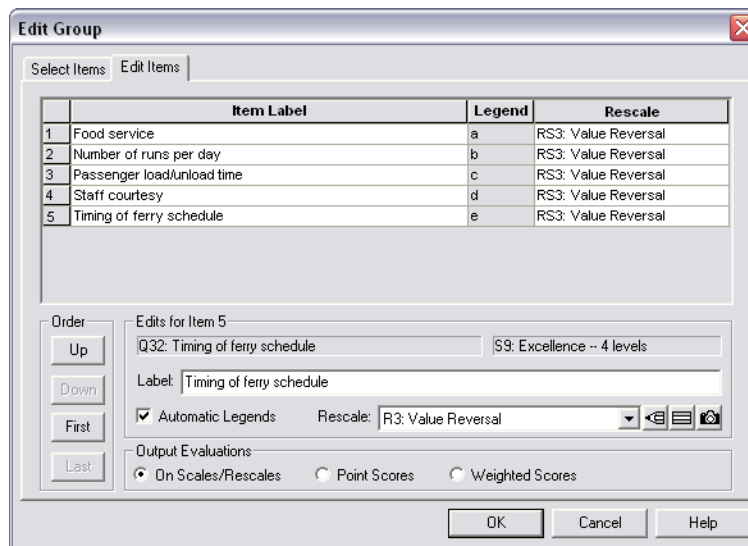 Edit Group
Select Items Edit Items
Item Label Legend Rescale
1 Food service a RS3: Value Reversal
2 Number of runs per day b RS3: Value Reversal
3 Passenger load/unload time c RS3: Value Reversal
4 Staff courtesy d RS3: Value Reversal
5 Timing of ferry schedule e RS3: Value Reversal
Order
Up
Down
First
Last
Edits for Item 5
Q32: Timing of ferry schedule S9: Excellence -- 4 levels
Label: Timing of ferry schedule
Automatic Legends Rescale: R3: Value Reversal
Output Evaluations
On Scales/Rescales Point Scores Weighted Scores
OK Cancel Help